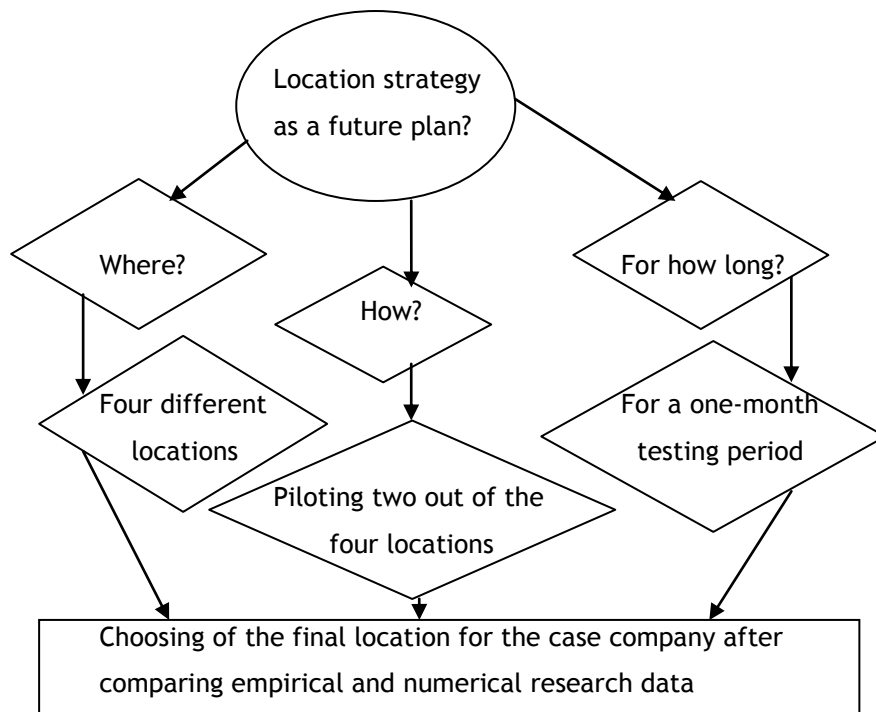 Location strategy
as a future plan?
Where?
How?
For how long?
Four different
locations
Piloting two out of the
four locations
For a one-month
testing period
Choosing of the final location for the case company after
comparing empirical and numerical research data